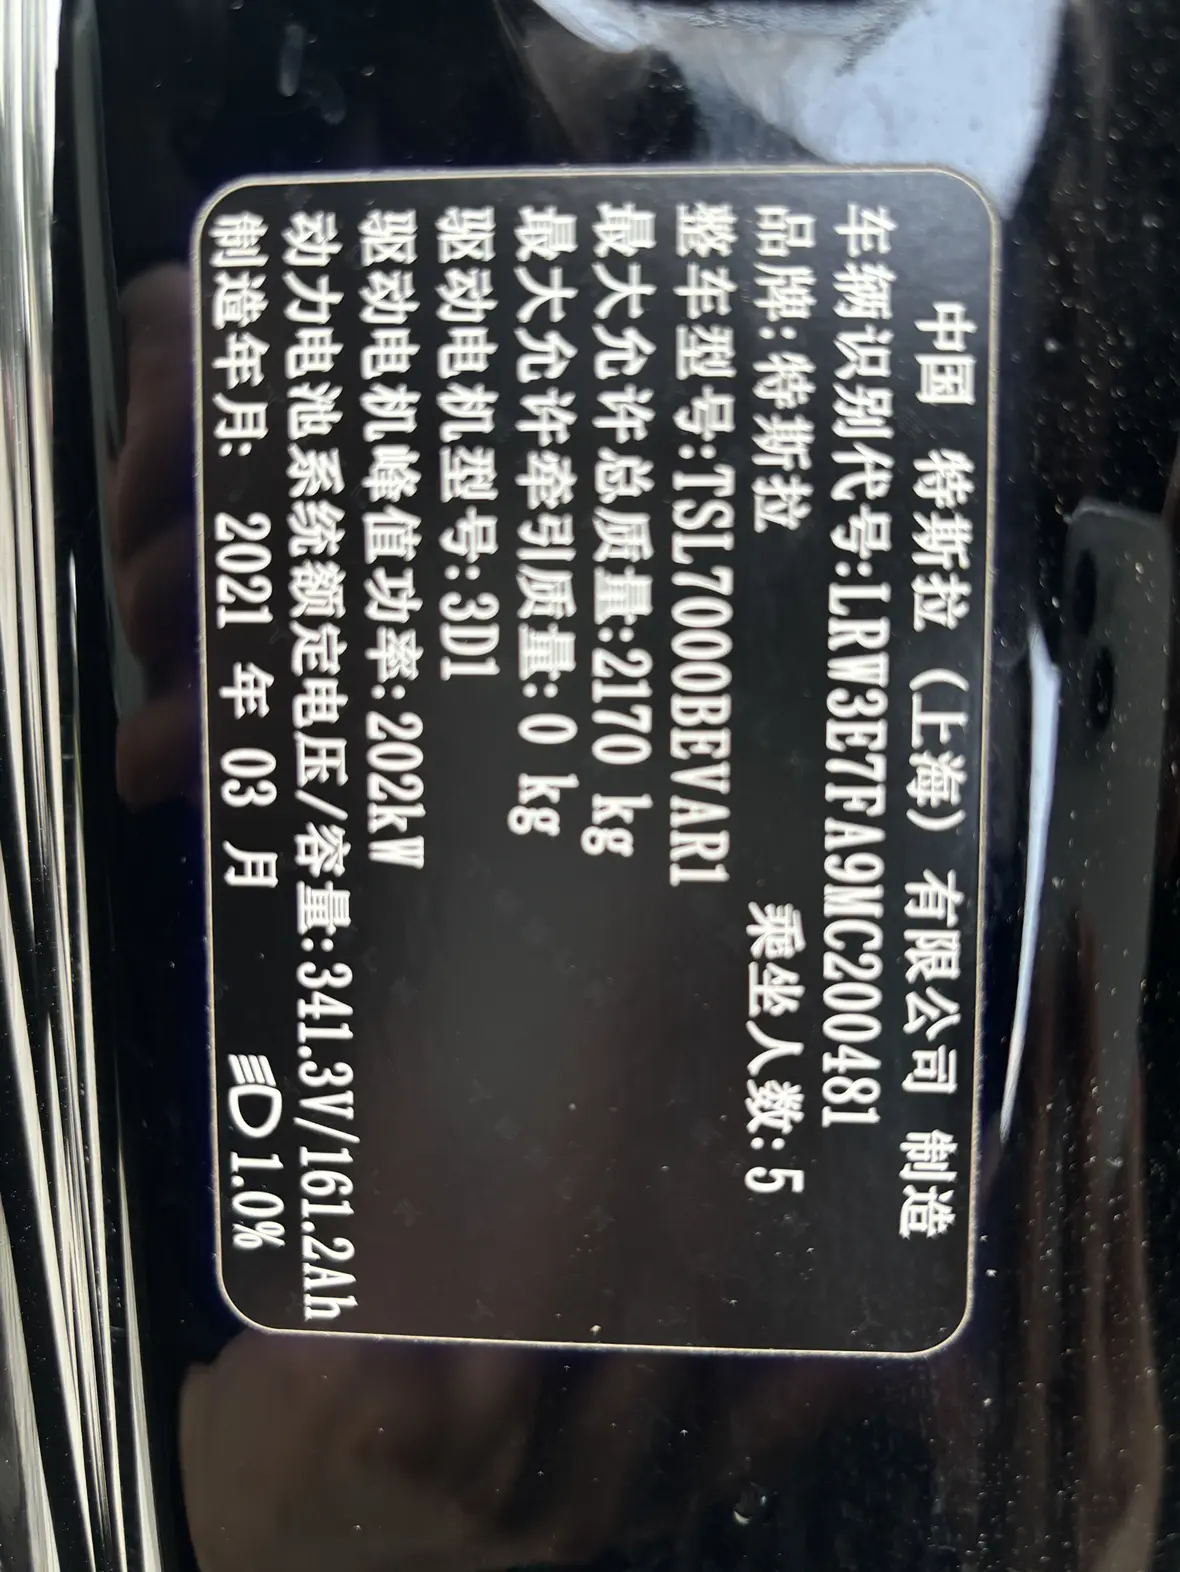 中国 特斯拉（上海）有限公司 制造
车辆识别代号:LRW3E7FA9MC200481
品牌:特斯拉 乘坐人数:5
整车型号:TSL7000BEVAR1
最大允许总质量:2170 kg
最大允许牵引质量:0 kg
驱动电机型号:3D1
驱动电机峰值功率:202kW
动力电池系统额定电压/容量:341.3V/161.2Ah
制造年月: 2021 年 03 月 1.0%